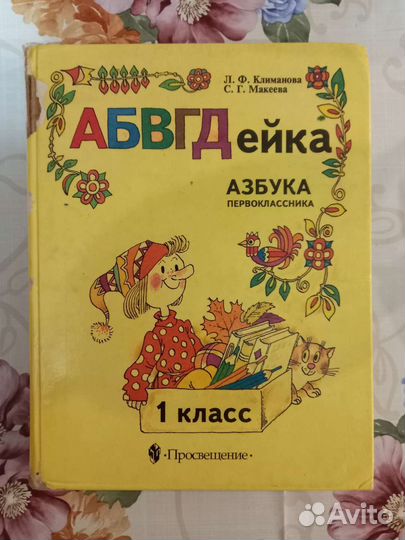 Л. Ф. Климанова
С. Г. Макеева
АБВГДейка
АЗБУКА
ПЕРВОКЛАССНИКА
1 класс
•Просвещение•
Avito